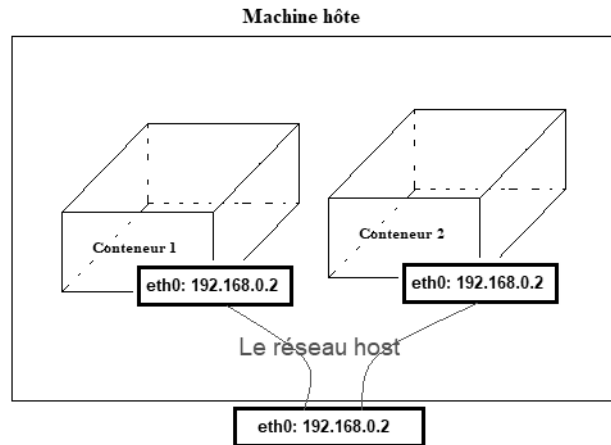 Machine hôte
Conteneur 1
Conteneur 2
eth0: 192.168.0.2
eth0: 192.168.0.2
Le réseau host
eth0: 192.168.0.2